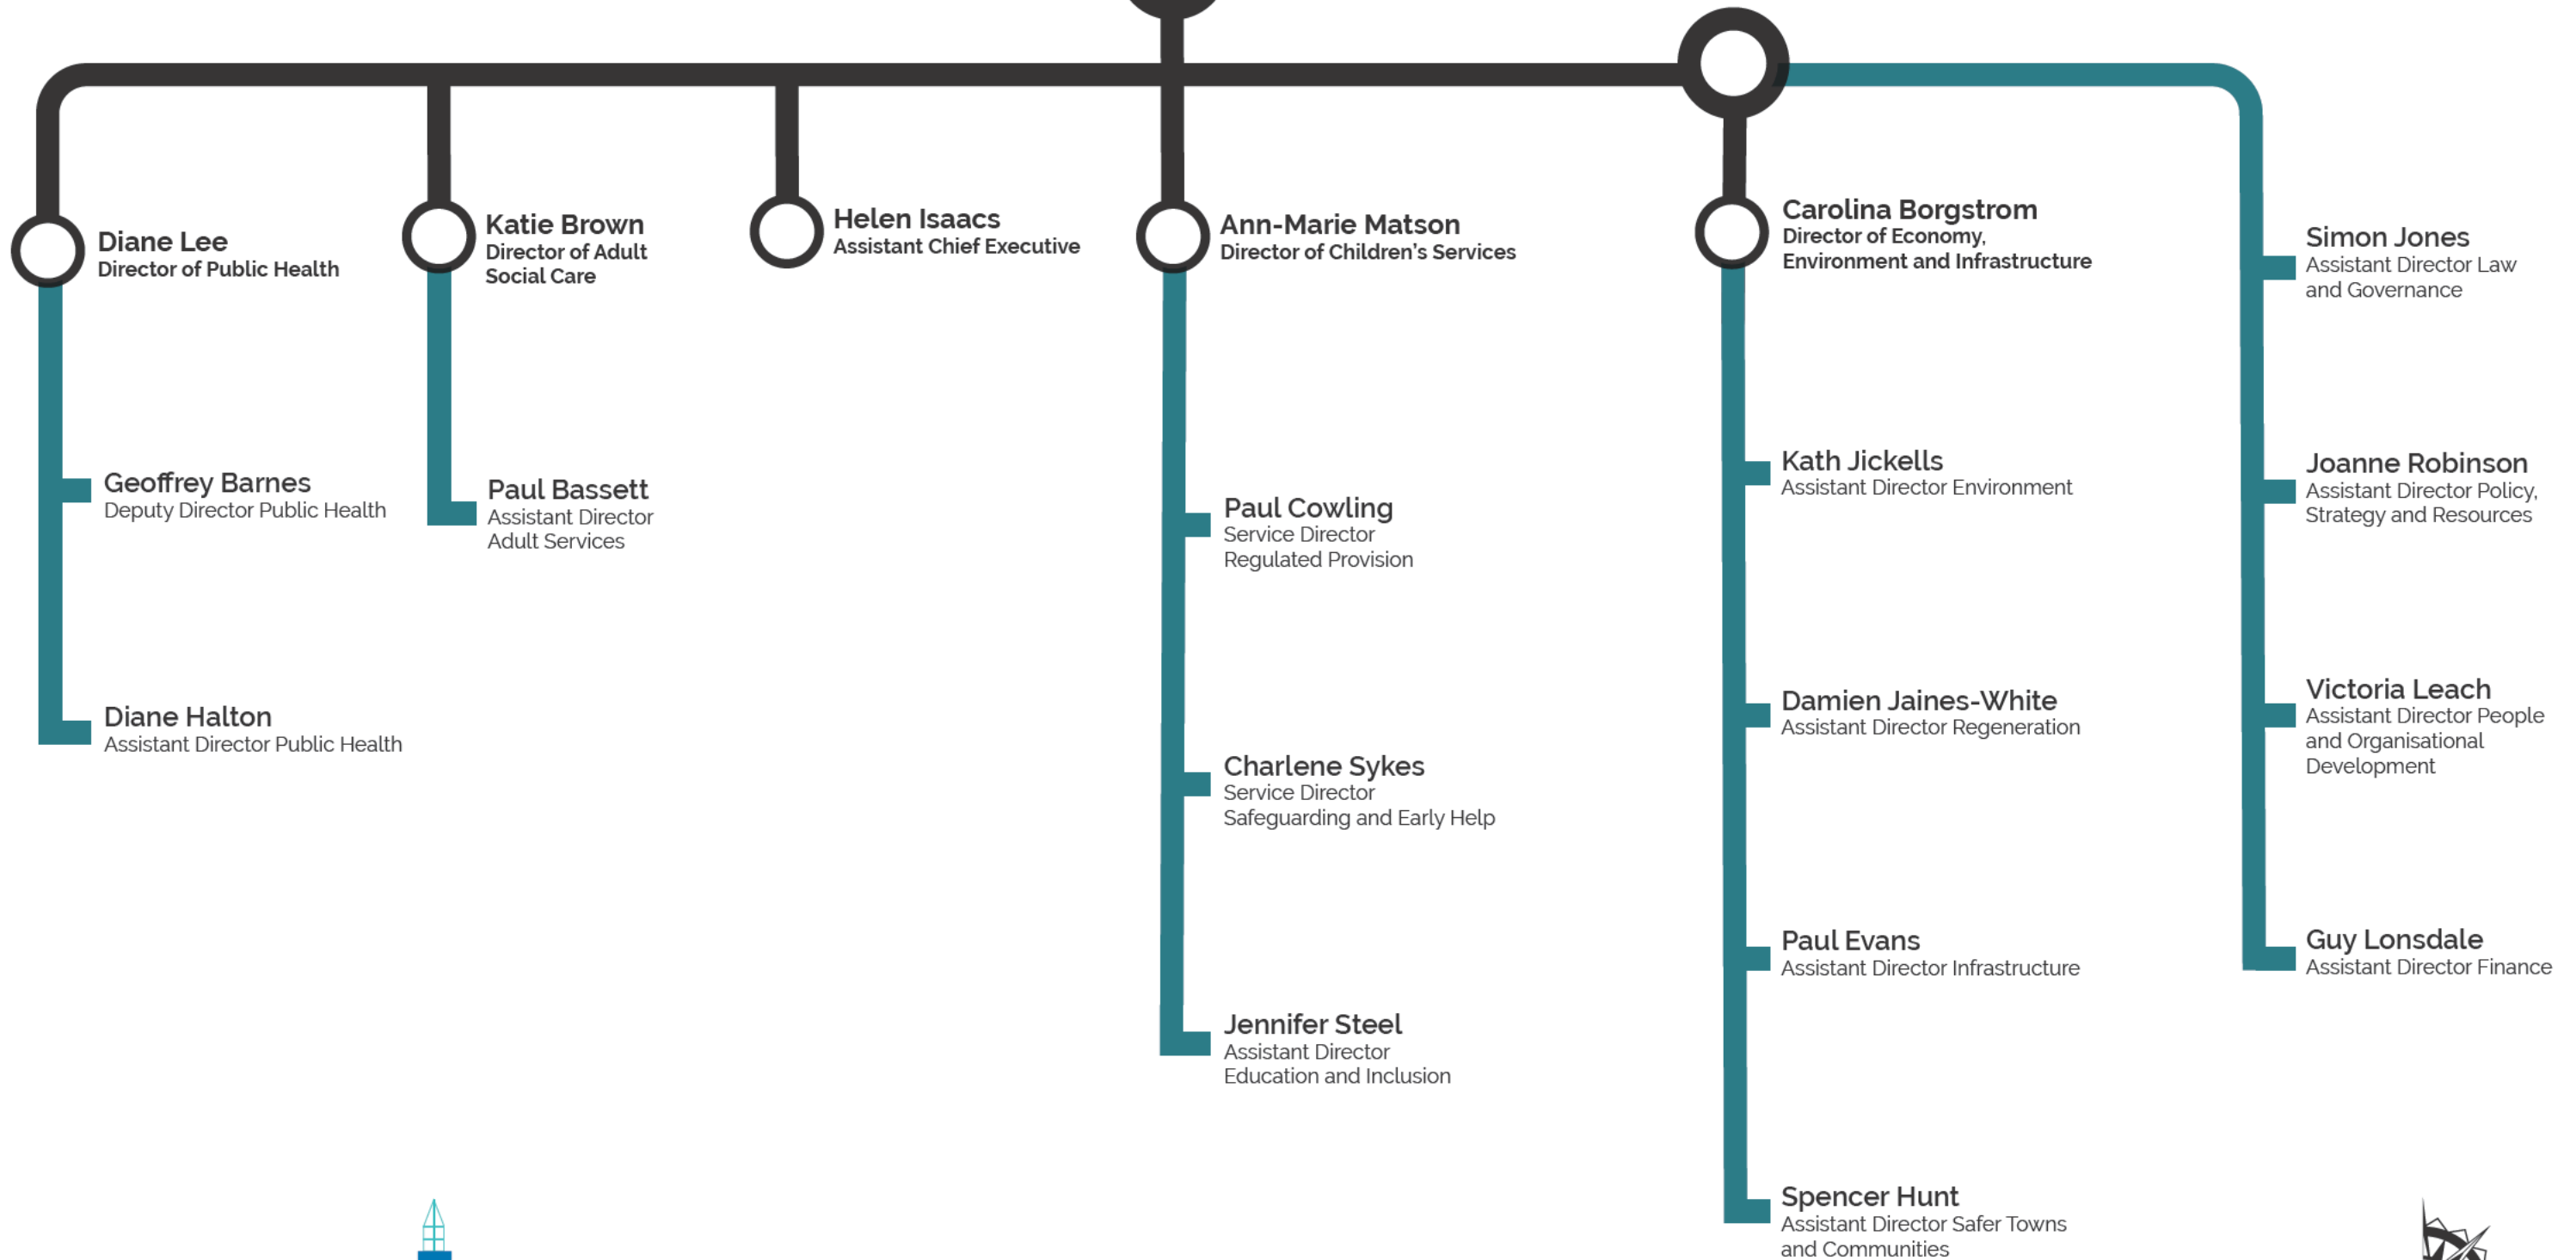 Diane Lee
Director of Public Health
Katie Brown
Director of Adult
Social Care
Helen Isaacs
Assistant Chief Executive
Ann-Marie Matson
Director of Children's Services
Carolina Borgstrom
Director of Economy,
Environment and Infrastructure
Simon Jones
Assistant Director Law
and Governance
Geoffrey Barnes
Deputy Director Public Health
Diane Halton
Assistant Director Public Health
Paul Bassett
Assistant Director
Adult Services
Paul Cowling
Service Director
Regulated Provision
Charlene Sykes
Service Director
Safeguarding and Early Help
Jennifer Steel
Assistant Director
Education and Inclusion
Kath Jickells
Assistant Director Environment
Damien Jaines-White
Assistant Director Regeneration
Paul Evans
Assistant Director Infrastructure
Spencer Hunt
Assistant Director Safer Towns
and Communities
Joanne Robinson
Assistant Director Policy,
Strategy and Resources
Victoria Leach
Assistant Director People
and Organisational
Development
Guy Lonsdale
Assistant Director Finance